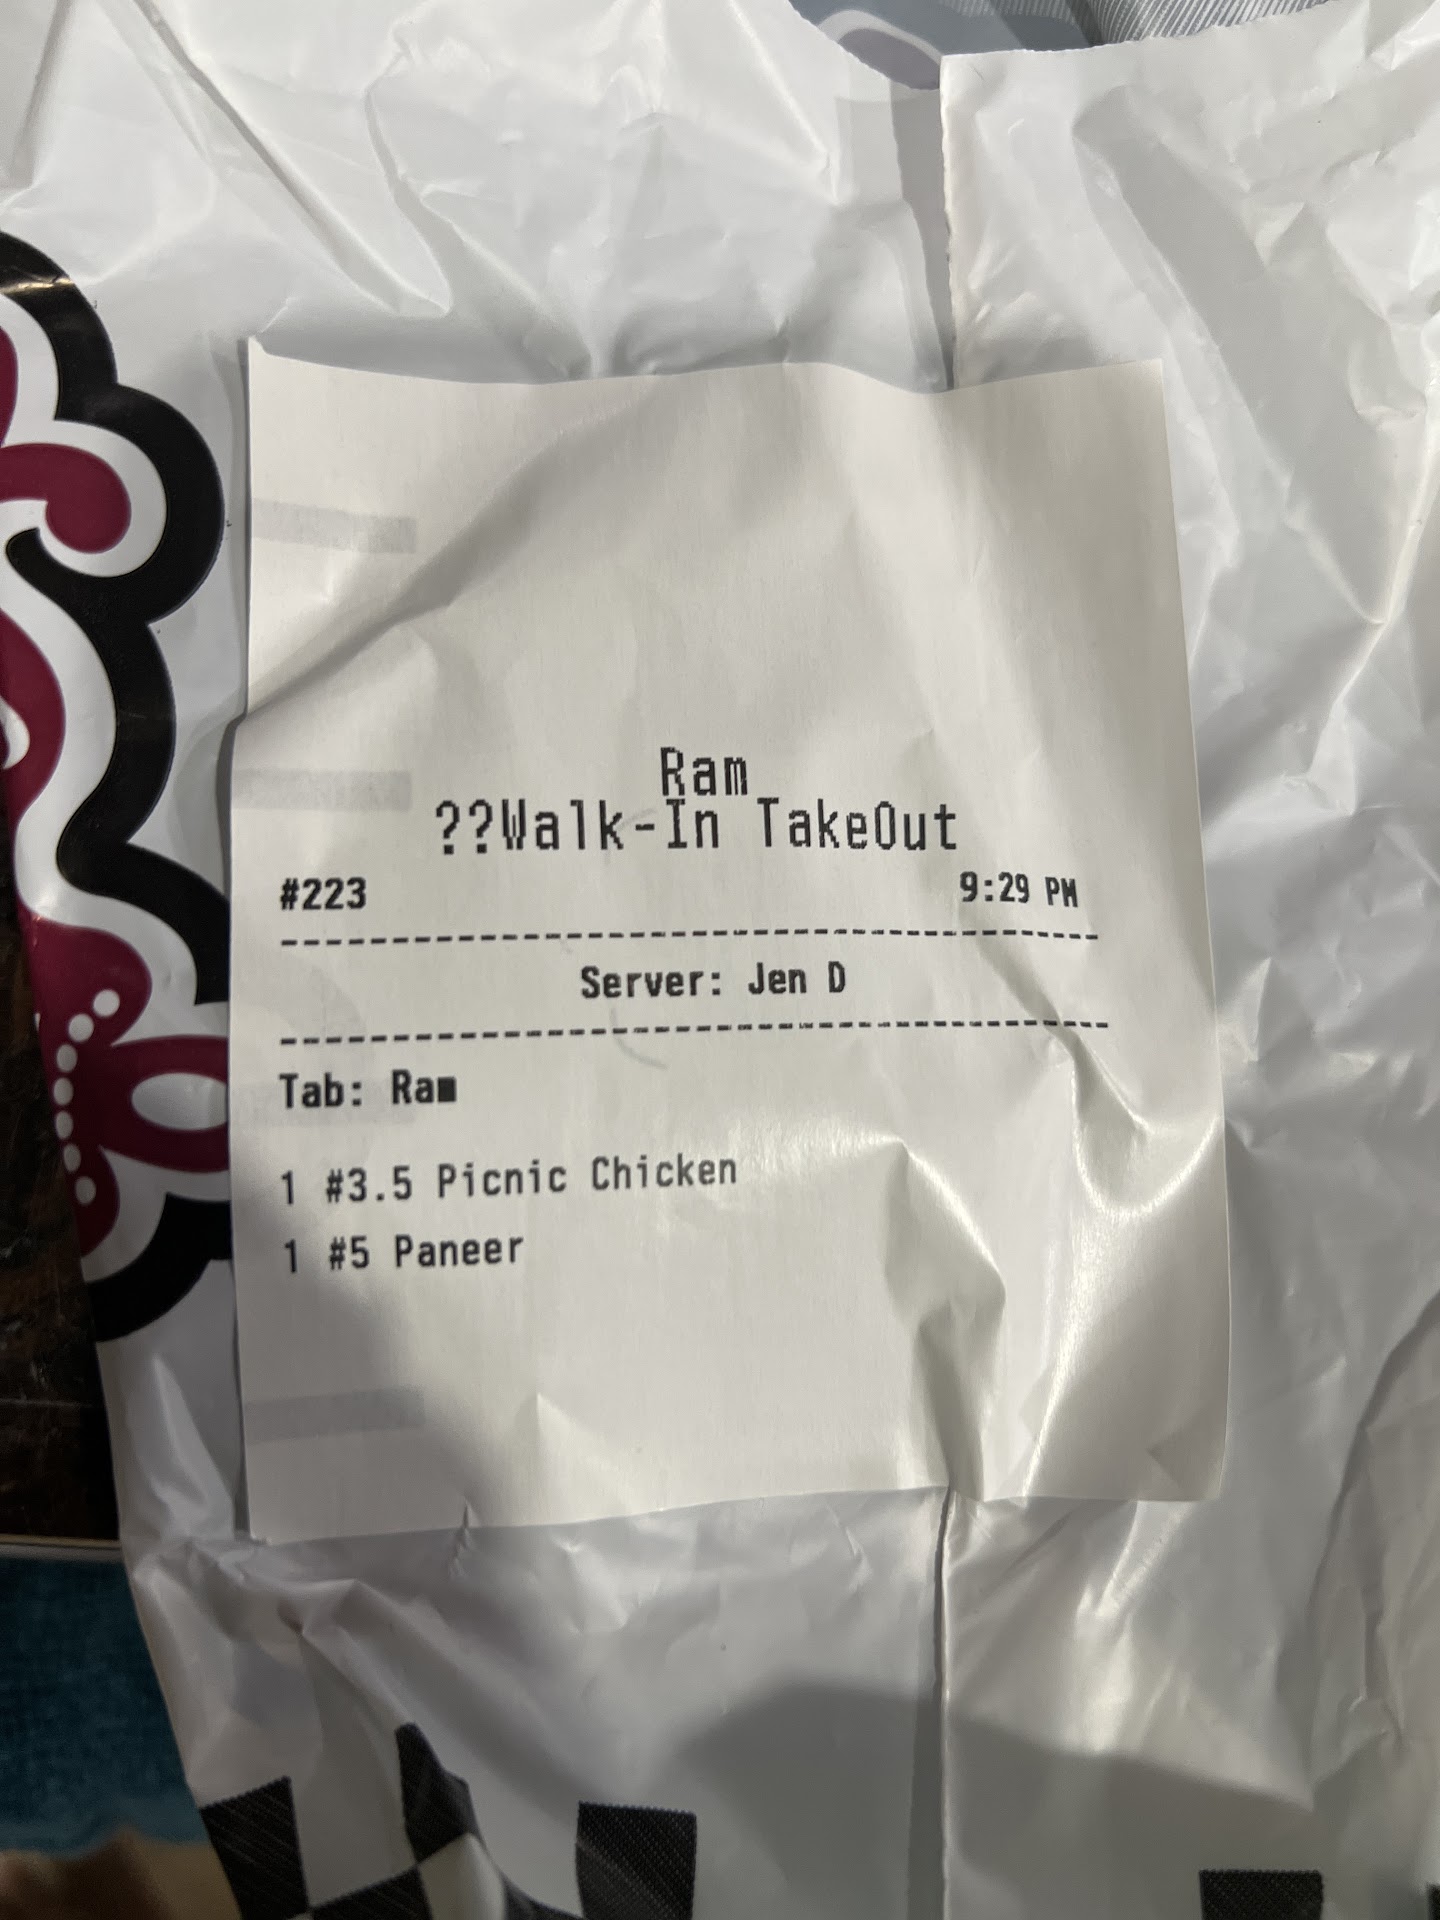 Ram
??Walk-In TakeOut
#223 9:29 PM
Server: Jen D
Tab: Ram
1 #3.5 Picnic Chicken
1 #5 Paneer